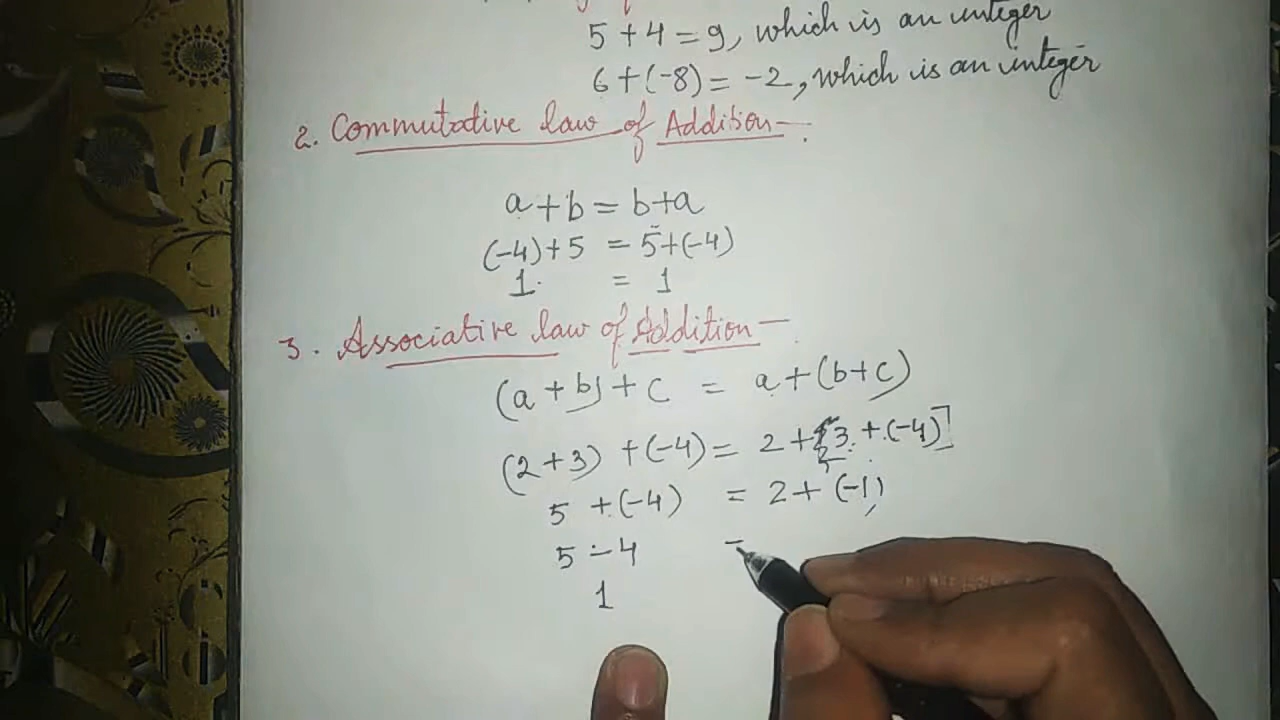 5 + 4 = 9, which is an integer
6 + (-8) = -2, which is an integer
2. Commutative law of Addition -
a + b = b + a
(-4) + 5 = 5 + (-4)
1. = 1
3. Associative law of Addition -
(a + b) + c = a + (b + c)
(2 + 3) + (-4) = 2 + [3 + (-4)]
5 + (-4) = 2 + (-1)
5 - 4 =
1